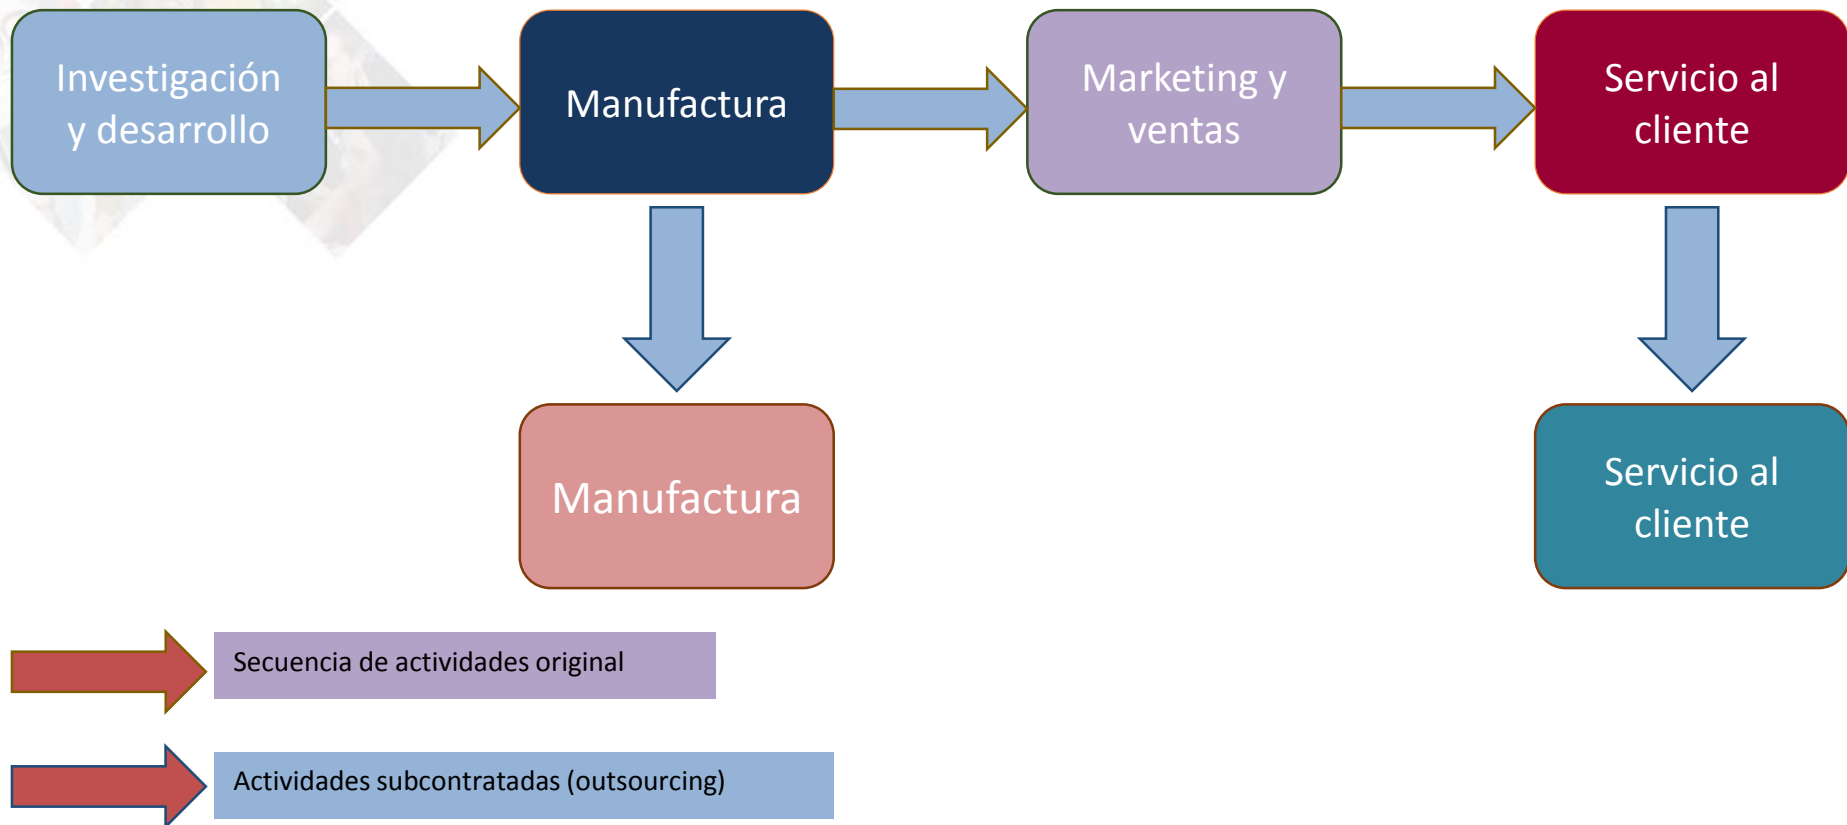 Investigación
y desarrollo
Manufactura
Marketing y
ventas
Servicio al
cliente
Manufactura
Servicio al
cliente
Secuencia de actividades original
Actividades subcontratadas (outsourcing)